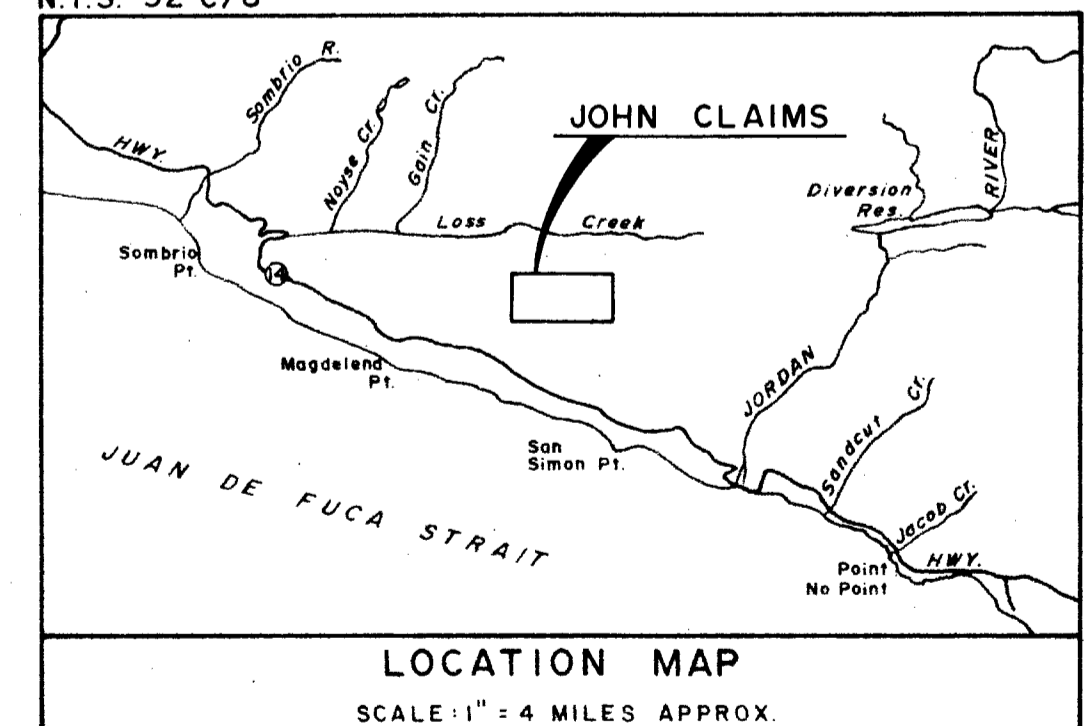 Sombrio R.
JOHN CLAIMS
HWY.
Noyse Cr.
Gain Cr.
RIVER
Diversion
Res.
Loss Creek
Sombrio
Pt.
14
Magdelend
Pt.
JORDAN
Sandcut Cr.
San
Simon Pt.
JUAN DE FUCA STRAIT
Jacob Cr.
HWY.
Point
No Point
LOCATION MAP
SCALE: 1" = 4 MILES APPROX.